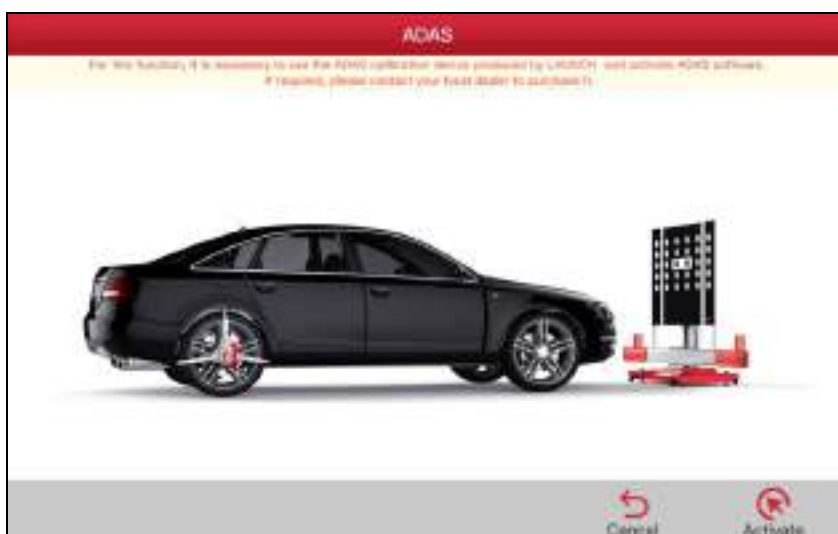 ADAS
For this function, it is necessary to use the ADAS calibration device produced by LAUNCH and activate ADAS software.
If required, please contact your local dealer to purchase it.
Cancel
Activate